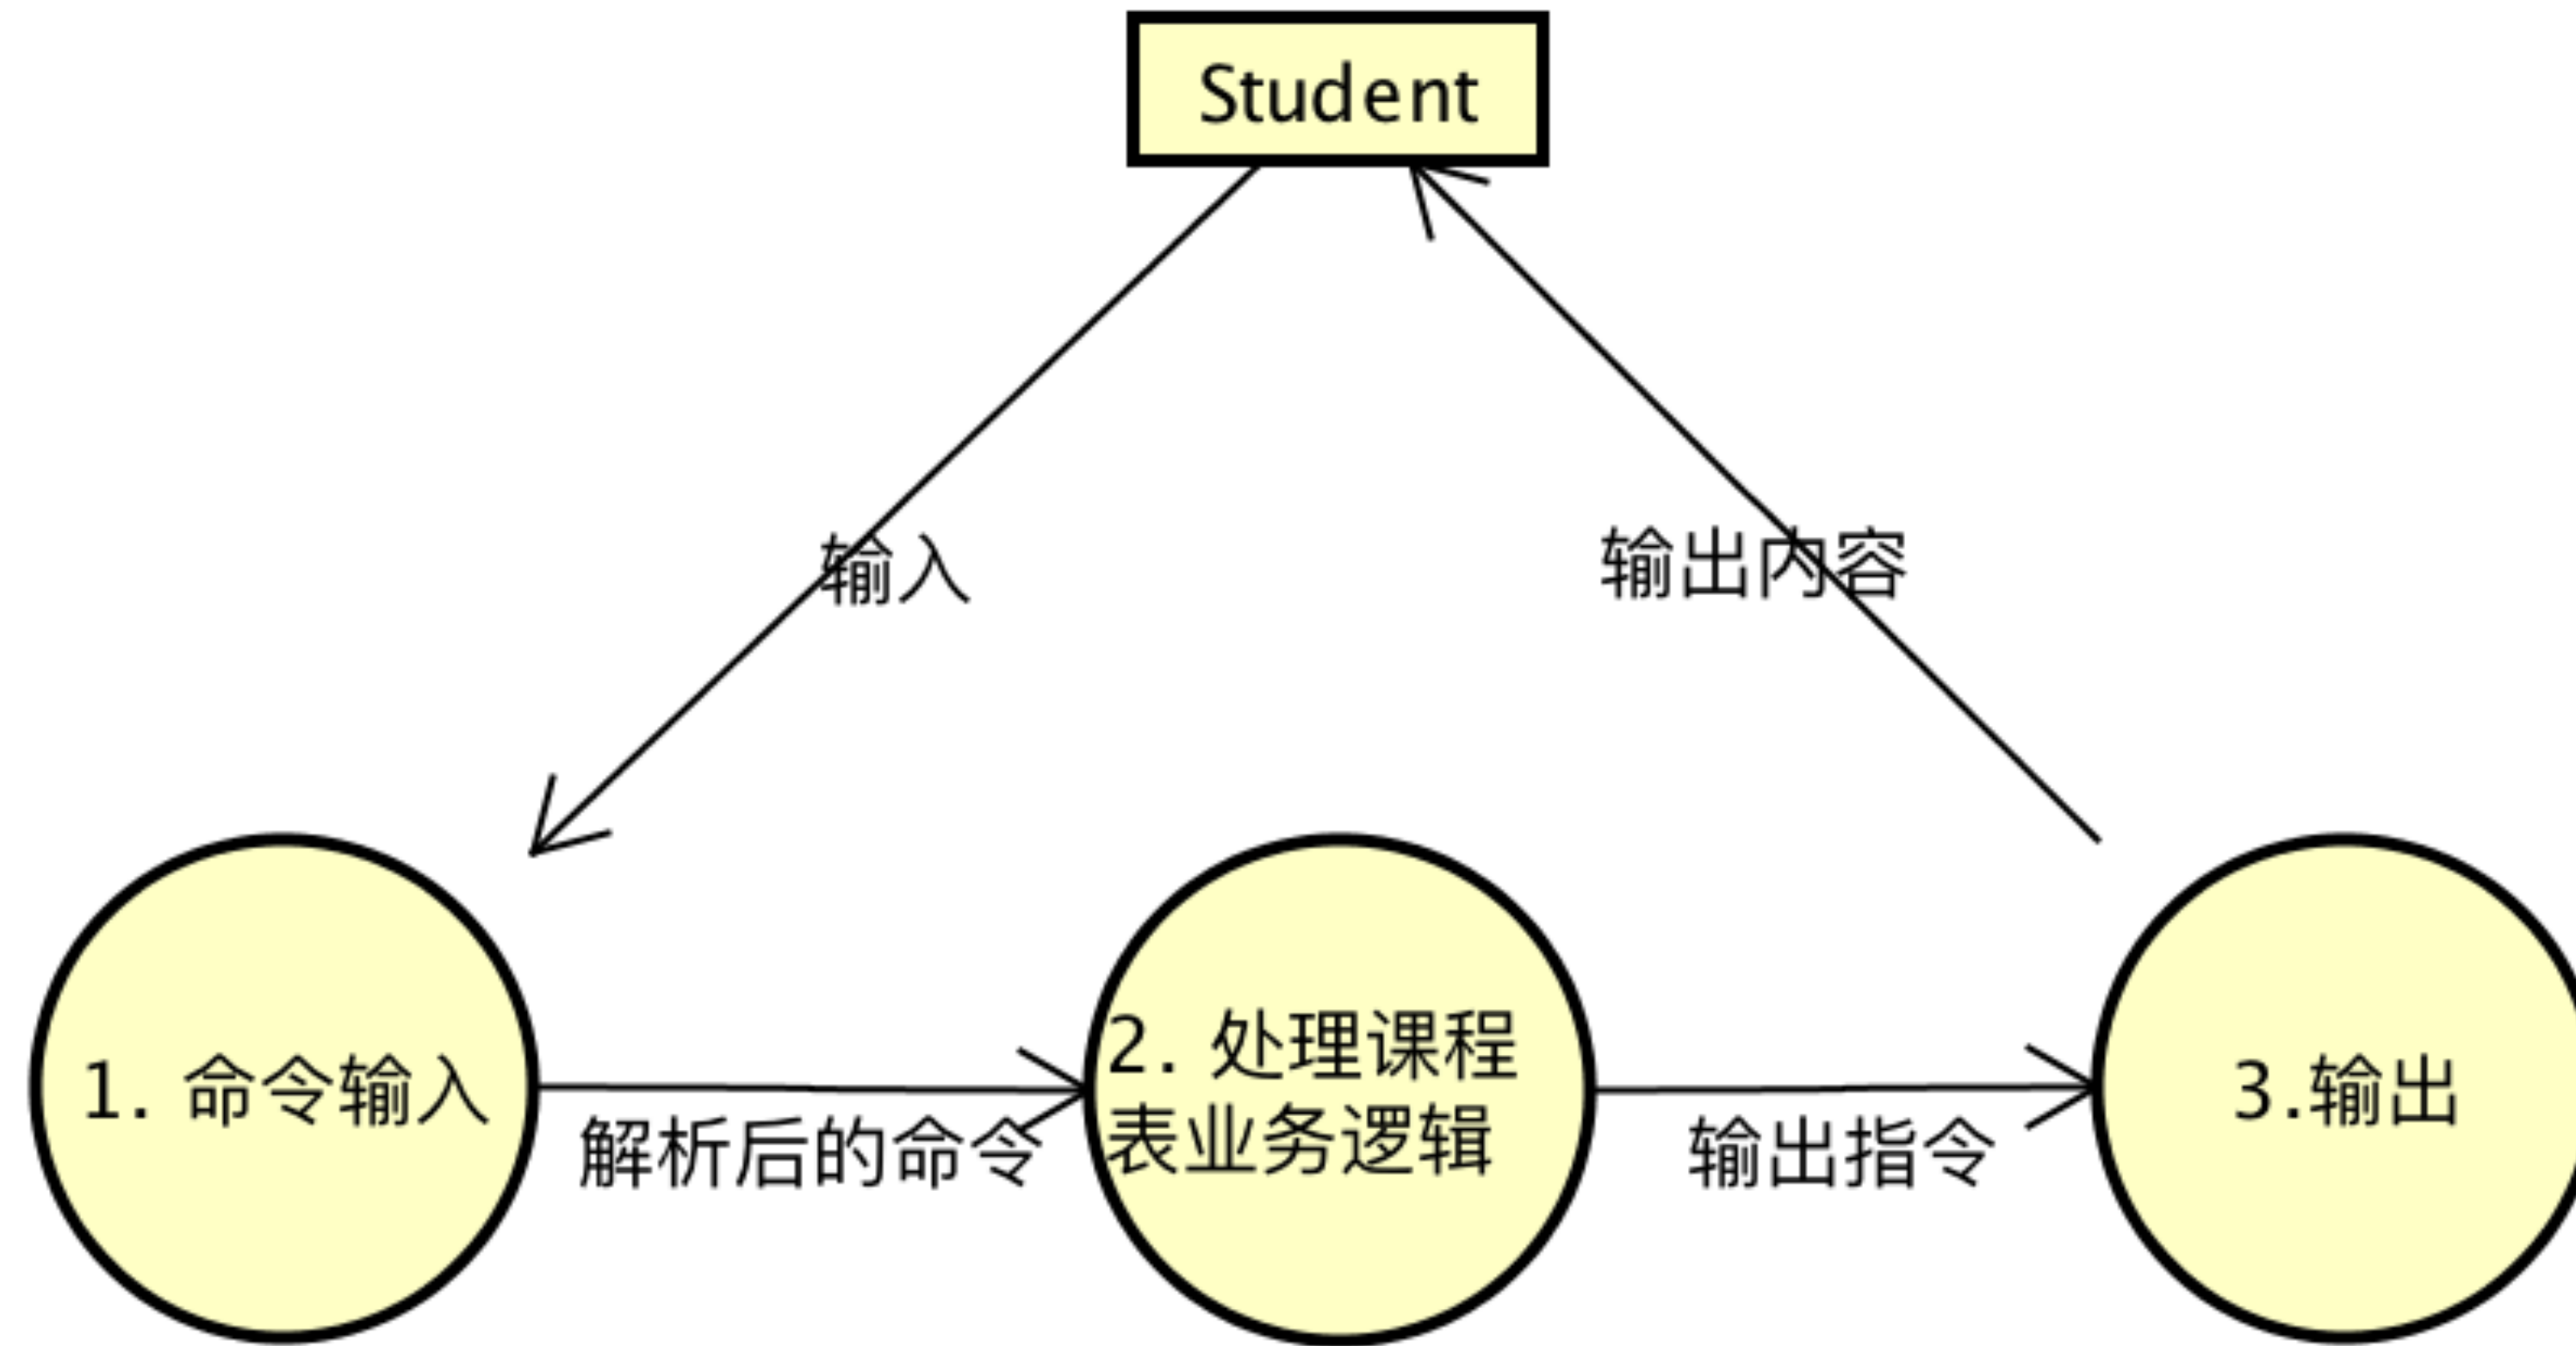 Student
输入
输出内容
1. 命令输入
解析后的命令
2. 处理课程
表业务逻辑
输出指令
3.输出